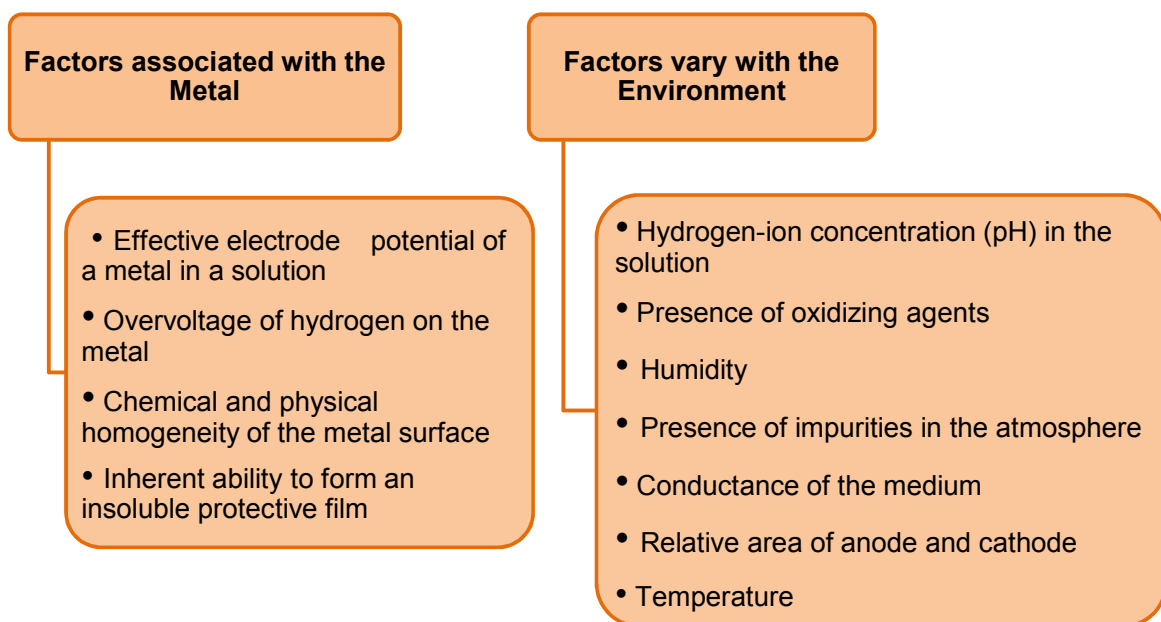 Factors associated with the
Metal
• Effective electrode potential of
a metal in a solution
• Overvoltage of hydrogen on the
metal
• Chemical and physical
homogeneity of the metal surface
• Inherent ability to form an
insoluble protective film
Factors vary with the
Environment
• Hydrogen-ion concentration (pH) in the
solution
• Presence of oxidizing agents
• Humidity
• Presence of impurities in the atmosphere
• Conductance of the medium
• Relative area of anode and cathode
• Temperature